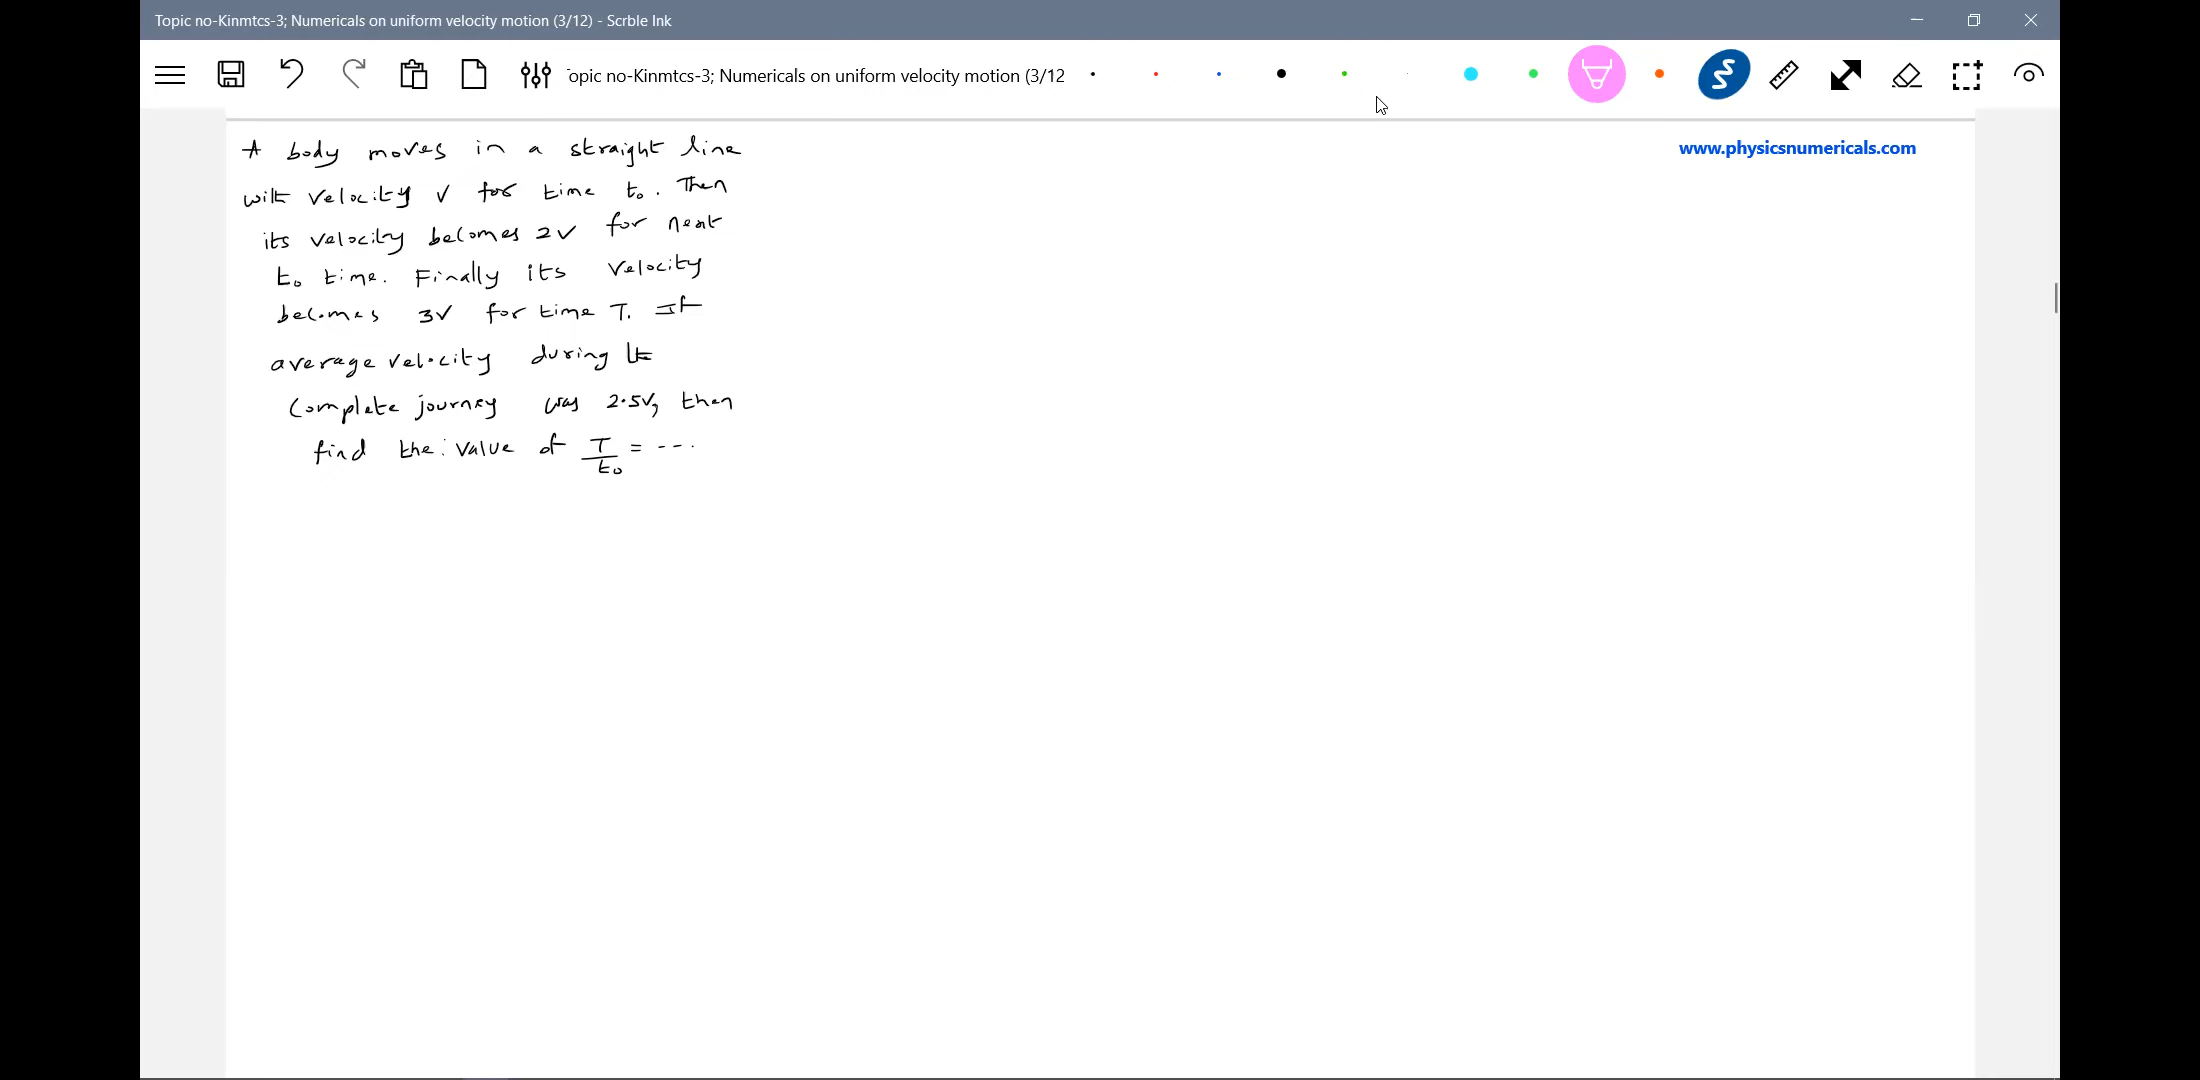 Topic no-Kinmtcs-3; Numericals on uniform velocity motion (3/12) - Scrble Ink
opic no-Kinmtcs-3; Numericals on uniform velocity motion (3/12
www.physicsnumericals.com
A body moves in a straight line
with velocity v for time t₀. Then
its velocity becomes 2v for next
t₀ time. Finally its velocity
becomes 3v for time T. If
average velocity during the
complete journey was 2.5v, then
find the value of T/t₀ = ---.